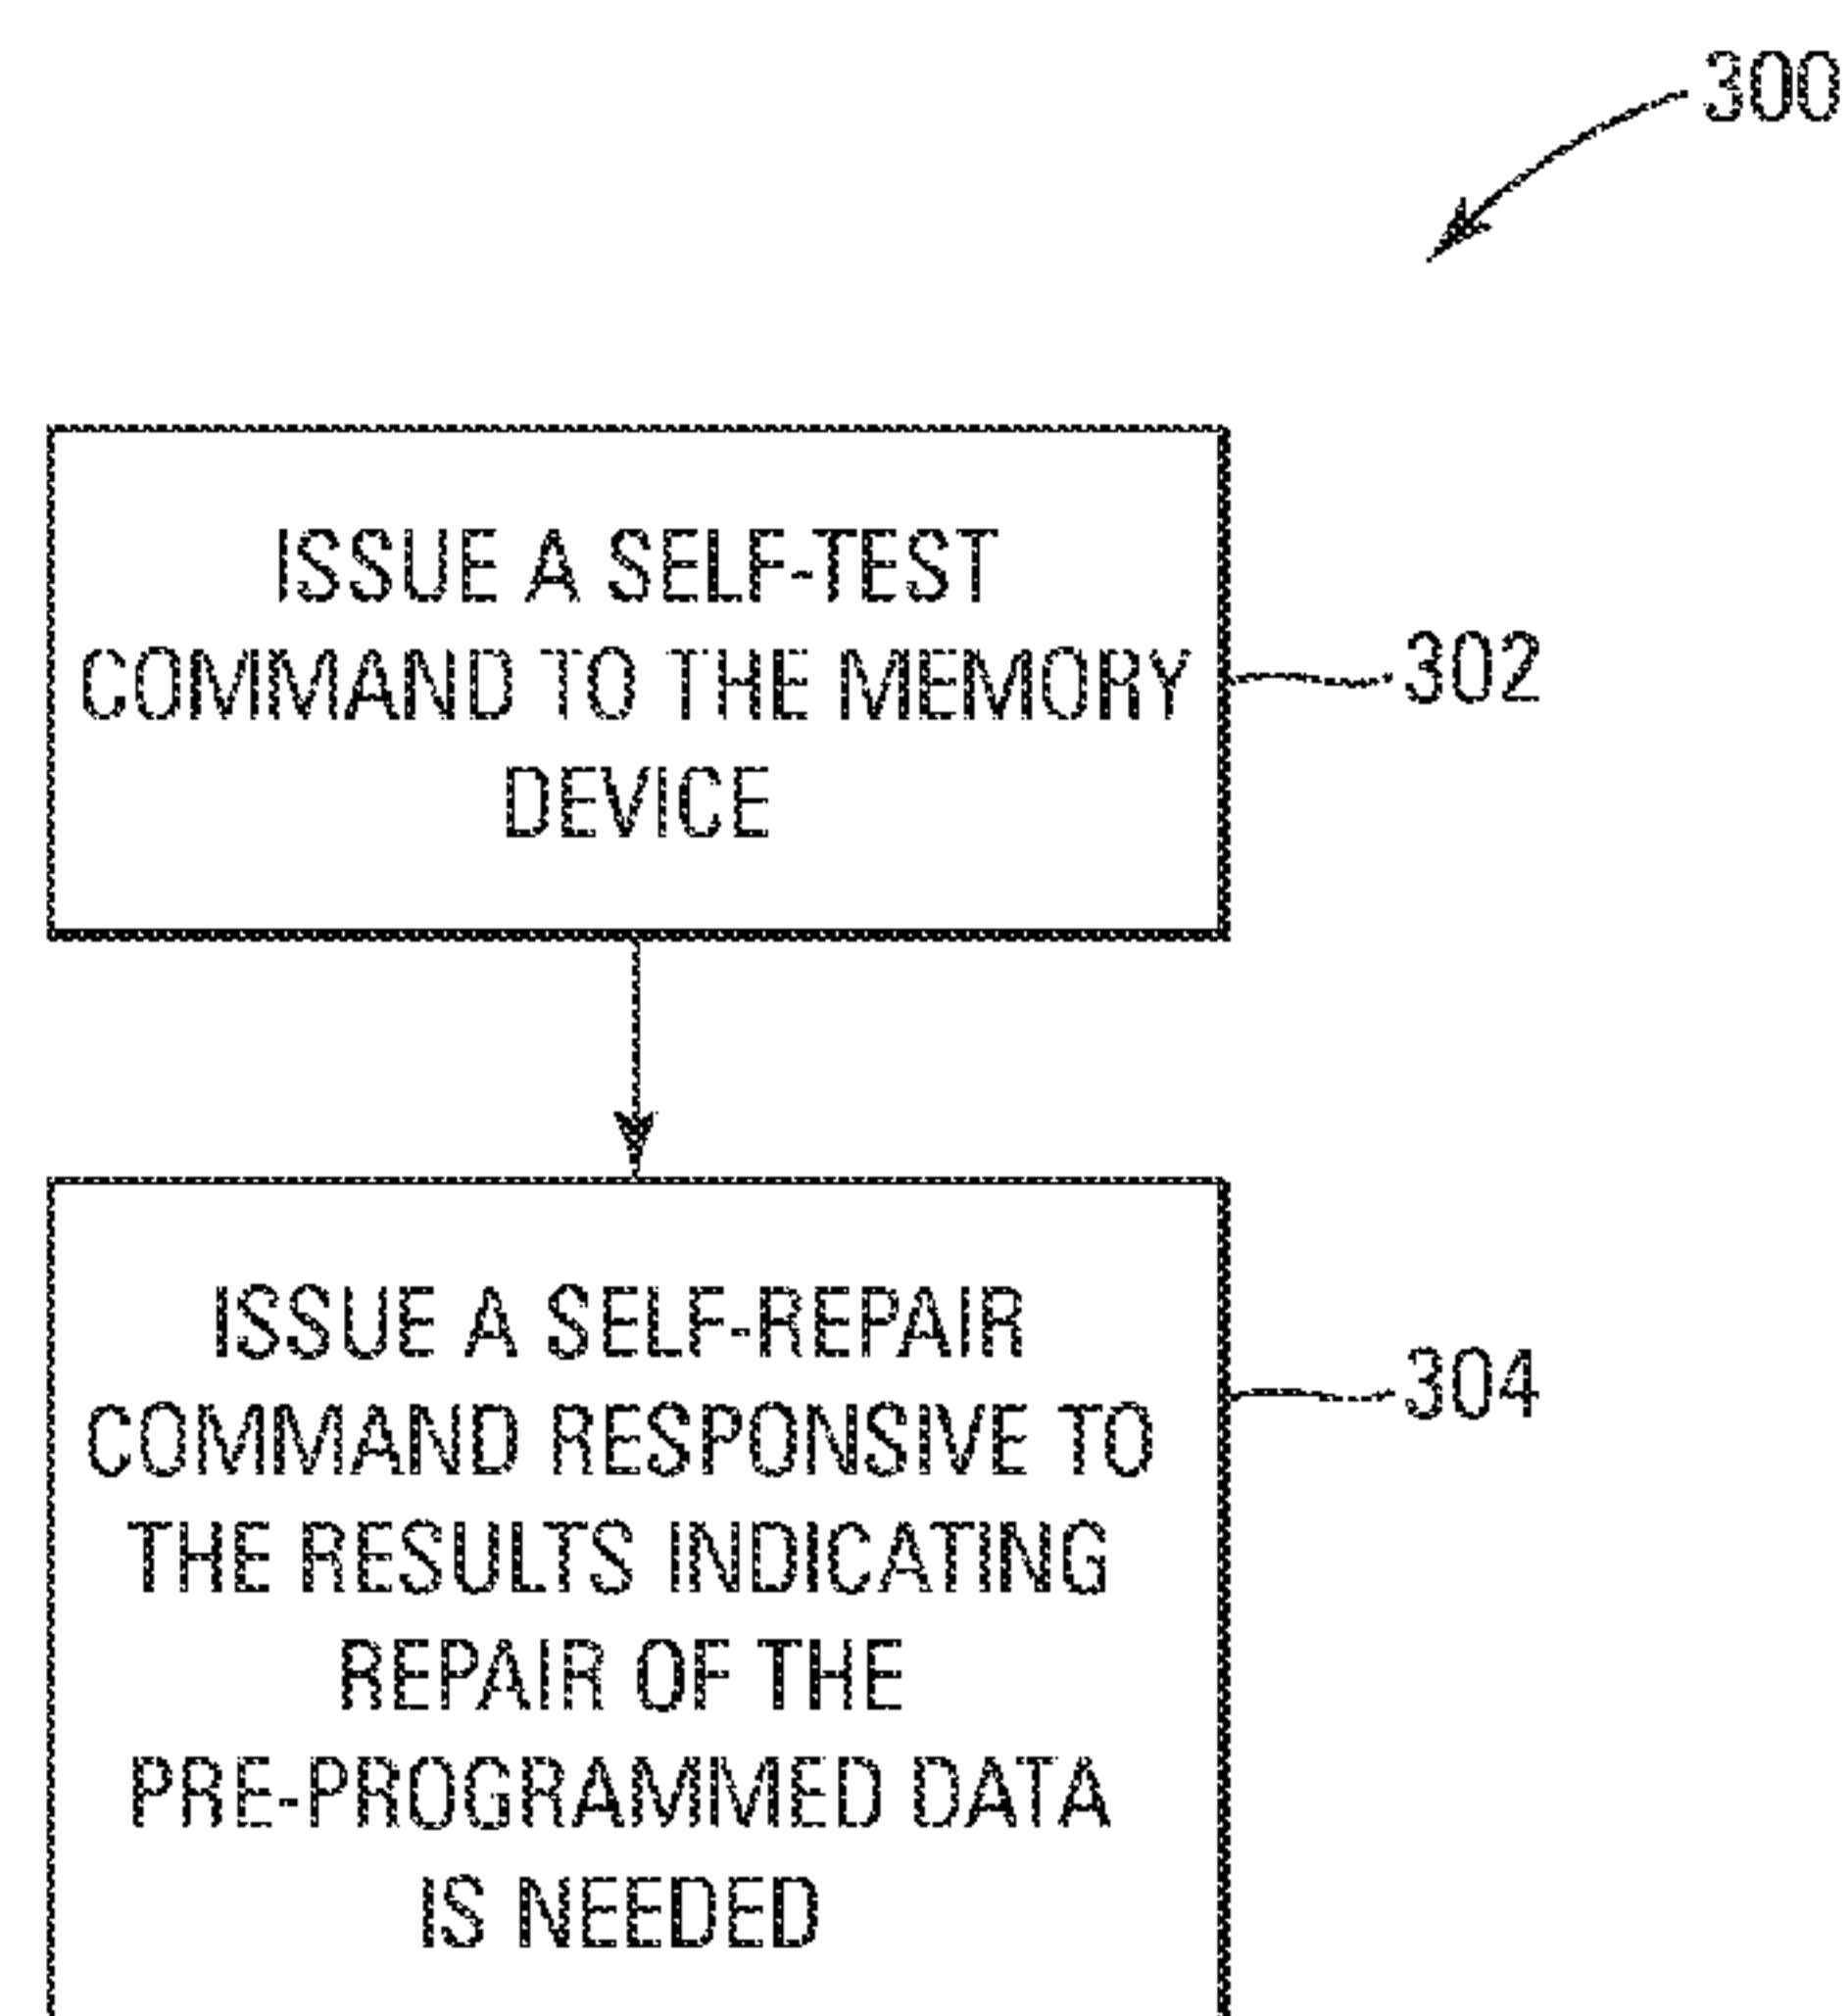 300
ISSUE A SELF-TEST
COMMAND TO THE MEMORY
DEVICE
302
ISSUE A SELF-REPAIR
COMMAND RESPONSIVE TO
THE RESULTS INDICATING
REPAIR OF THE
PRE-PROGRAMMED DATA
IS NEEDED
304